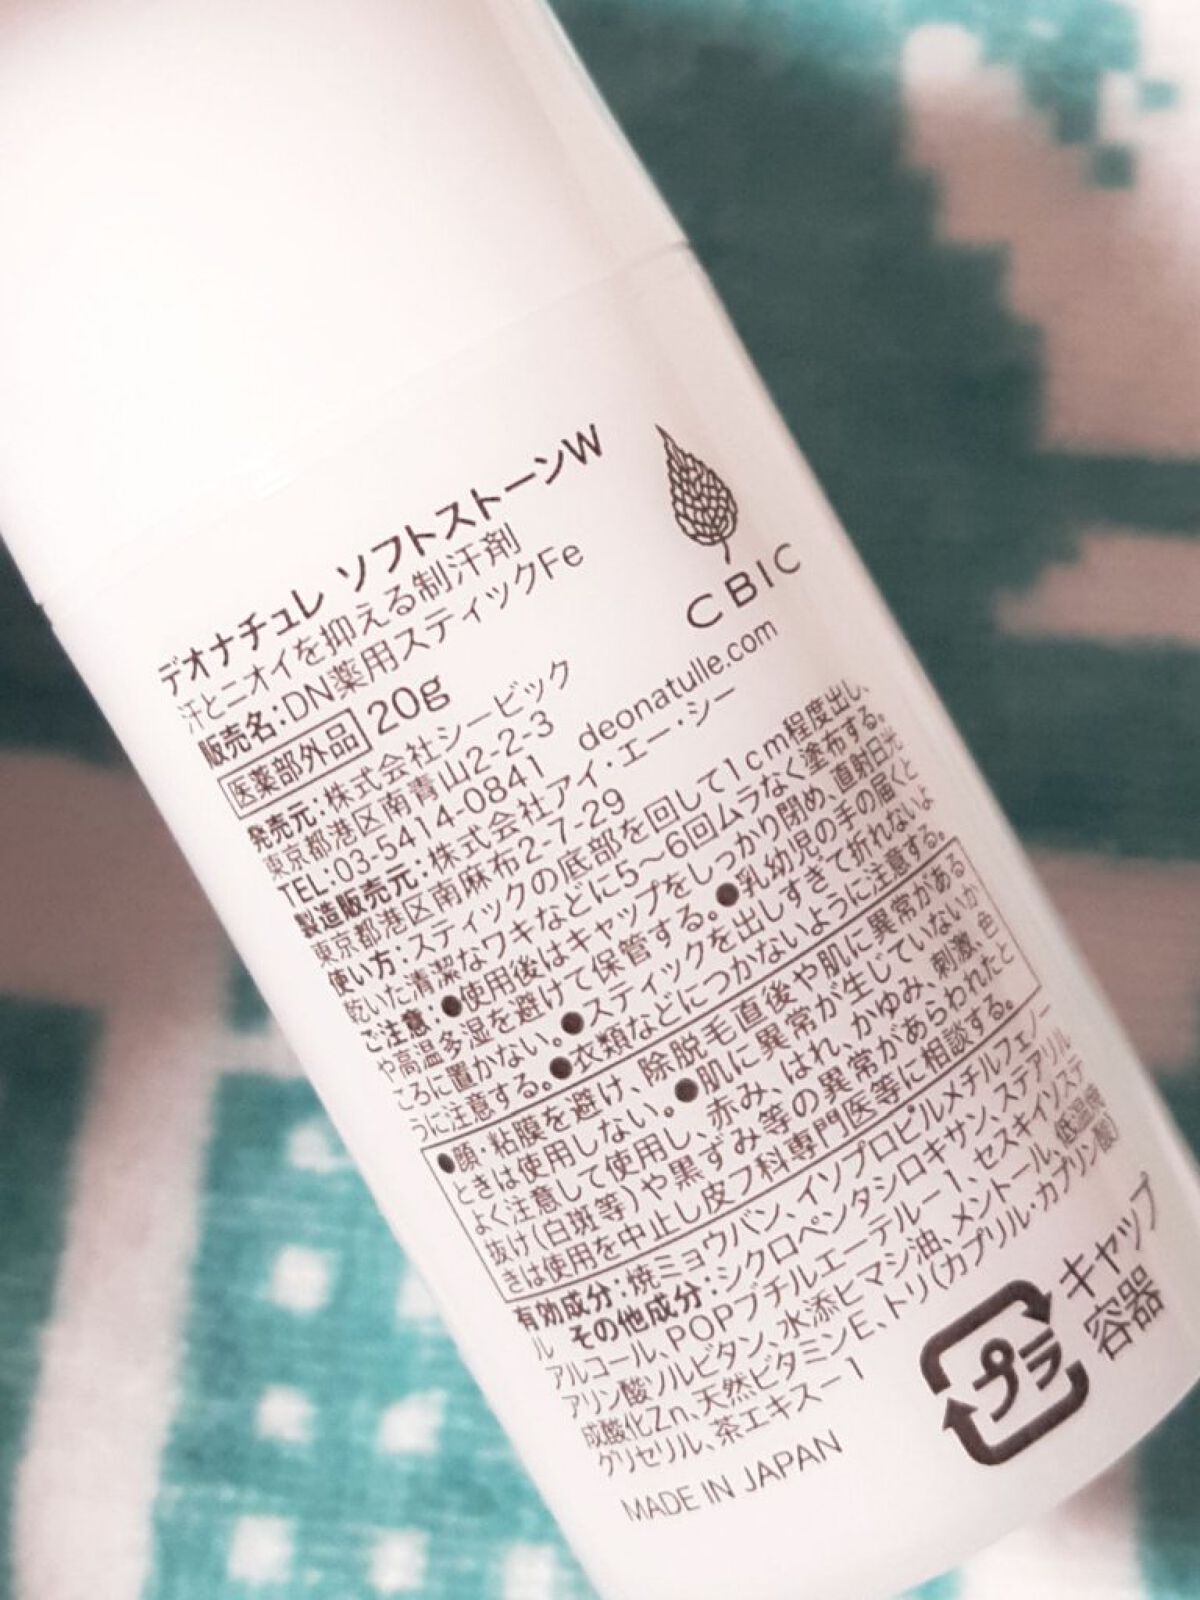 デオナチュレ ソフトストーンW
汗とニオイを抑える制汗剤
販売名:DN薬用スティックFe
医薬部外品 20g
発売元:株式会社シービック
東京都港区南青山2-2-3
TEL:03-5414-0841 deonatulle.com
製造販売元:株式会社アイ・エー・シー
東京都港区南麻布2-7-29
使い方:スティックの底部を回して1cm程度出し、
乾いた清潔なワキなどに5〜6回ムラなく塗布する。
ご注意:●使用後はキャップをしっかり閉め、直射日光
や高温多湿を避けて保管する。●乳幼児の手の届くと
ころに置かない。●スティックを出しすぎて折れないよ
うに注意する。●衣類などにつかないように注意する。
●顔・粘膜を避け、除脱毛直後や肌に異常がある
ときは使用しない。●肌に異常が生じていないか
よく注意して使用し、赤み、はれ、かゆみ、刺激、色
抜け(白斑等)や黒ずみ等の異常があらわれたと
きは使用を中止し皮フ科専門医等に相談する。
有効成分:焼ミョウバン、イソプロピルメチルフェノー
ル その他成分:シクロペンタシロキサン、ステアリル
アルコール、POPブチルエーテル-1、セスキイソステ
アリン酸ソルビタン、水添ヒマシ油、メントール、低温焼
成酸化Zn、天然ビタミンE、トリ(カプリル・カプリン酸)
グリセリル、茶エキス-1
MADE IN JAPAN
CBIC
プラ
キャップ
容器